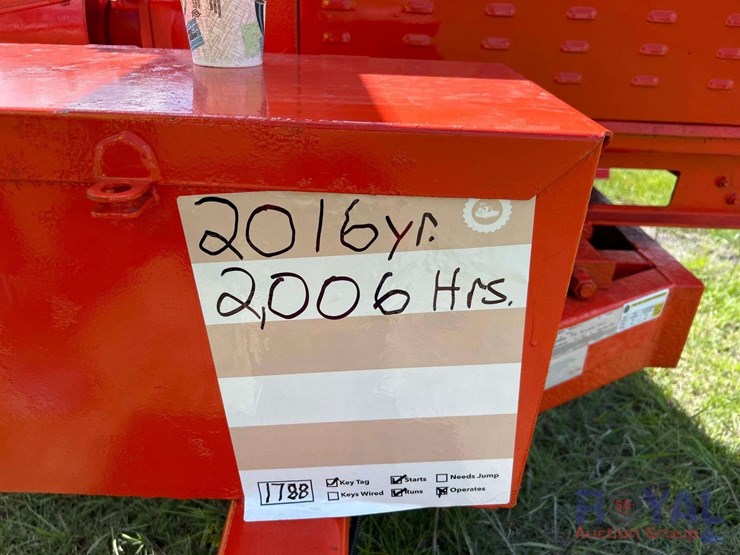 2016yr.
2,006 Hrs.
1788 Key Tag Starts Needs Jump
Keys Wired Runs Operates
ROYAL
Auction Group